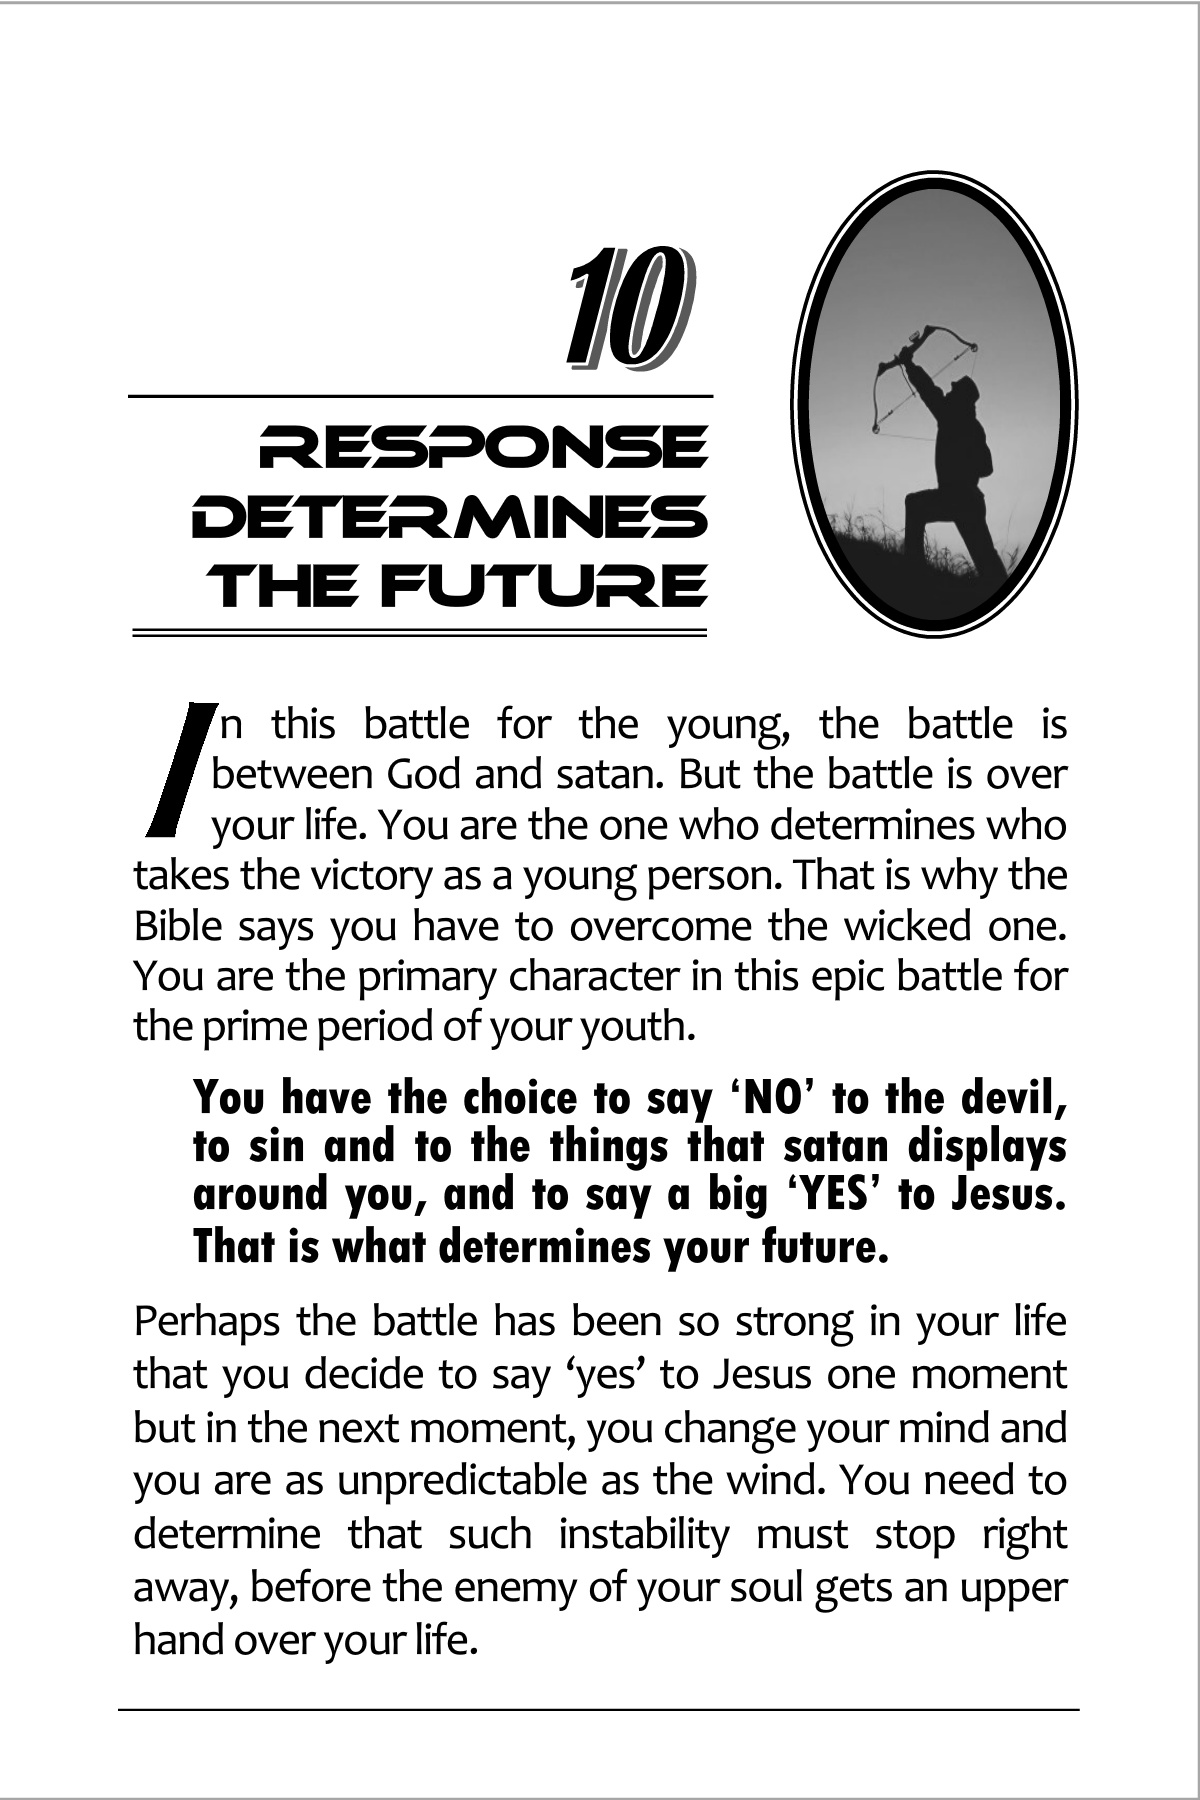 10
RESPONSE
DETERMINES
THE FUTURE
In this battle for the young, the battle is
between God and satan. But the battle is over
your life. You are the one who determines who
takes the victory as a young person. That is why the
Bible says you have to overcome the wicked one.
You are the primary character in this epic battle for
the prime period of your youth.
You have the choice to say ‘NO’ to the devil,
to sin and to the things that satan displays
around you, and to say a big ‘YES’ to Jesus.
That is what determines your future.
Perhaps the battle has been so strong in your life
that you decide to say ‘yes’ to Jesus one moment
but in the next moment, you change your mind and
you are as unpredictable as the wind. You need to
determine that such instability must stop right
away, before the enemy of your soul gets an upper
hand over your life.